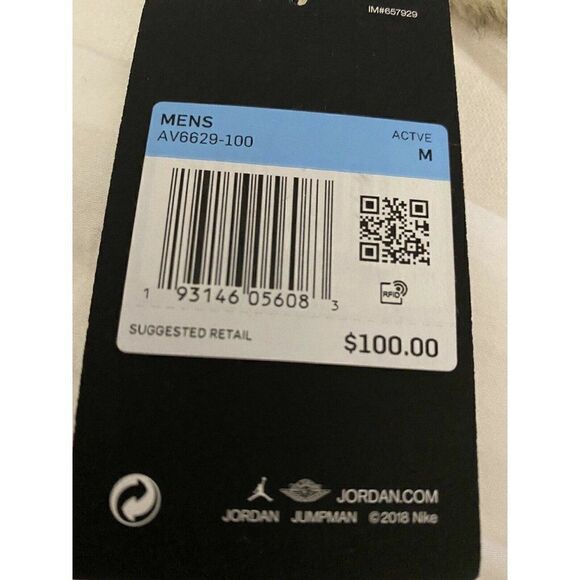 IM#657929
MENS
AV6629-100
ACTVE
M
1 93146 05608 3
RFID
SUGGESTED RETAIL
$100.00
JORDAN.COM
JORDAN JUMPMAN ©2018 Nike